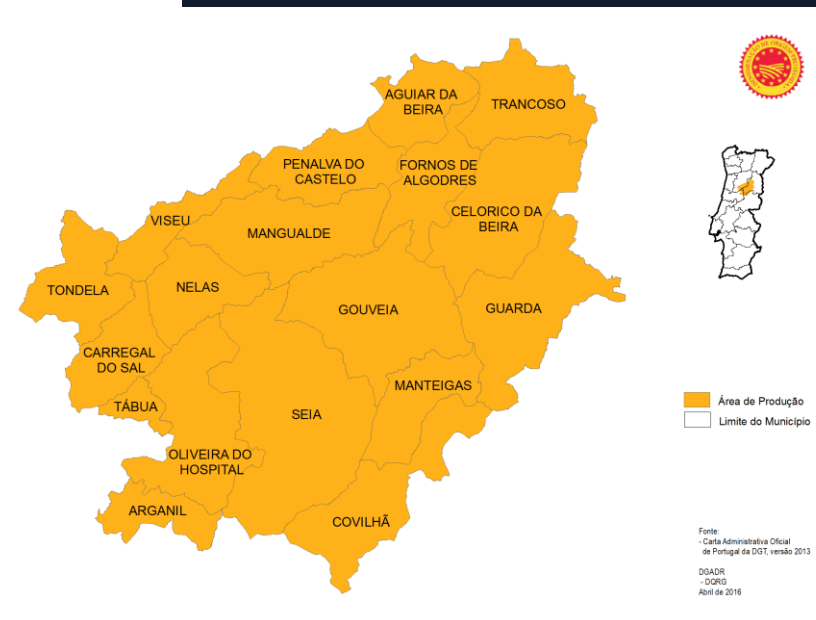 AGUIAR DA
BEIRA
TRANCOSO
PENALVA DO
CASTELO
FORNOS DE
ALGODRES
CELORICO DA
BEIRA
VISEU
MANGUALDE
TONDELA
NELAS
GOUVEIA
GUARDA
CARREGAL
DO SAL
MANTEIGAS
TÁBUA
SEIA
OLIVEIRA DO
HOSPITAL
ARGANIL
COVILHÃ
Área de Produção
Limite do Município
Fonte:
- Carta Administrativa Oficial
de Portugal da DGT, versão 2013
DGADR
- DQRG
Abril de 2016